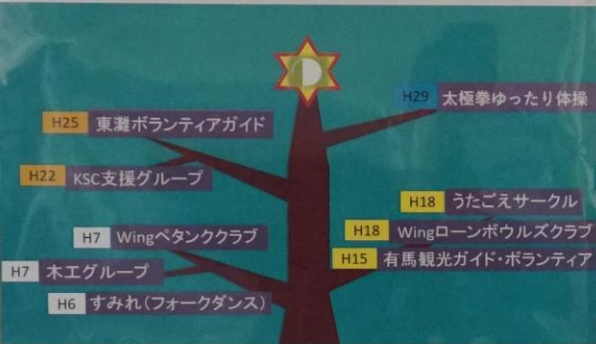 H29 太極拳ゆったり体操
H25 東灘ボランティアガイド
H22 KSC支援グループ
H18 うたごえサークル
H18 Wingローンボウルズクラブ
H7 Wingペタンククラブ
H15 有馬観光ガイド・ボランティア
H7 木工グループ
H6 すみれ(フォークダンス)